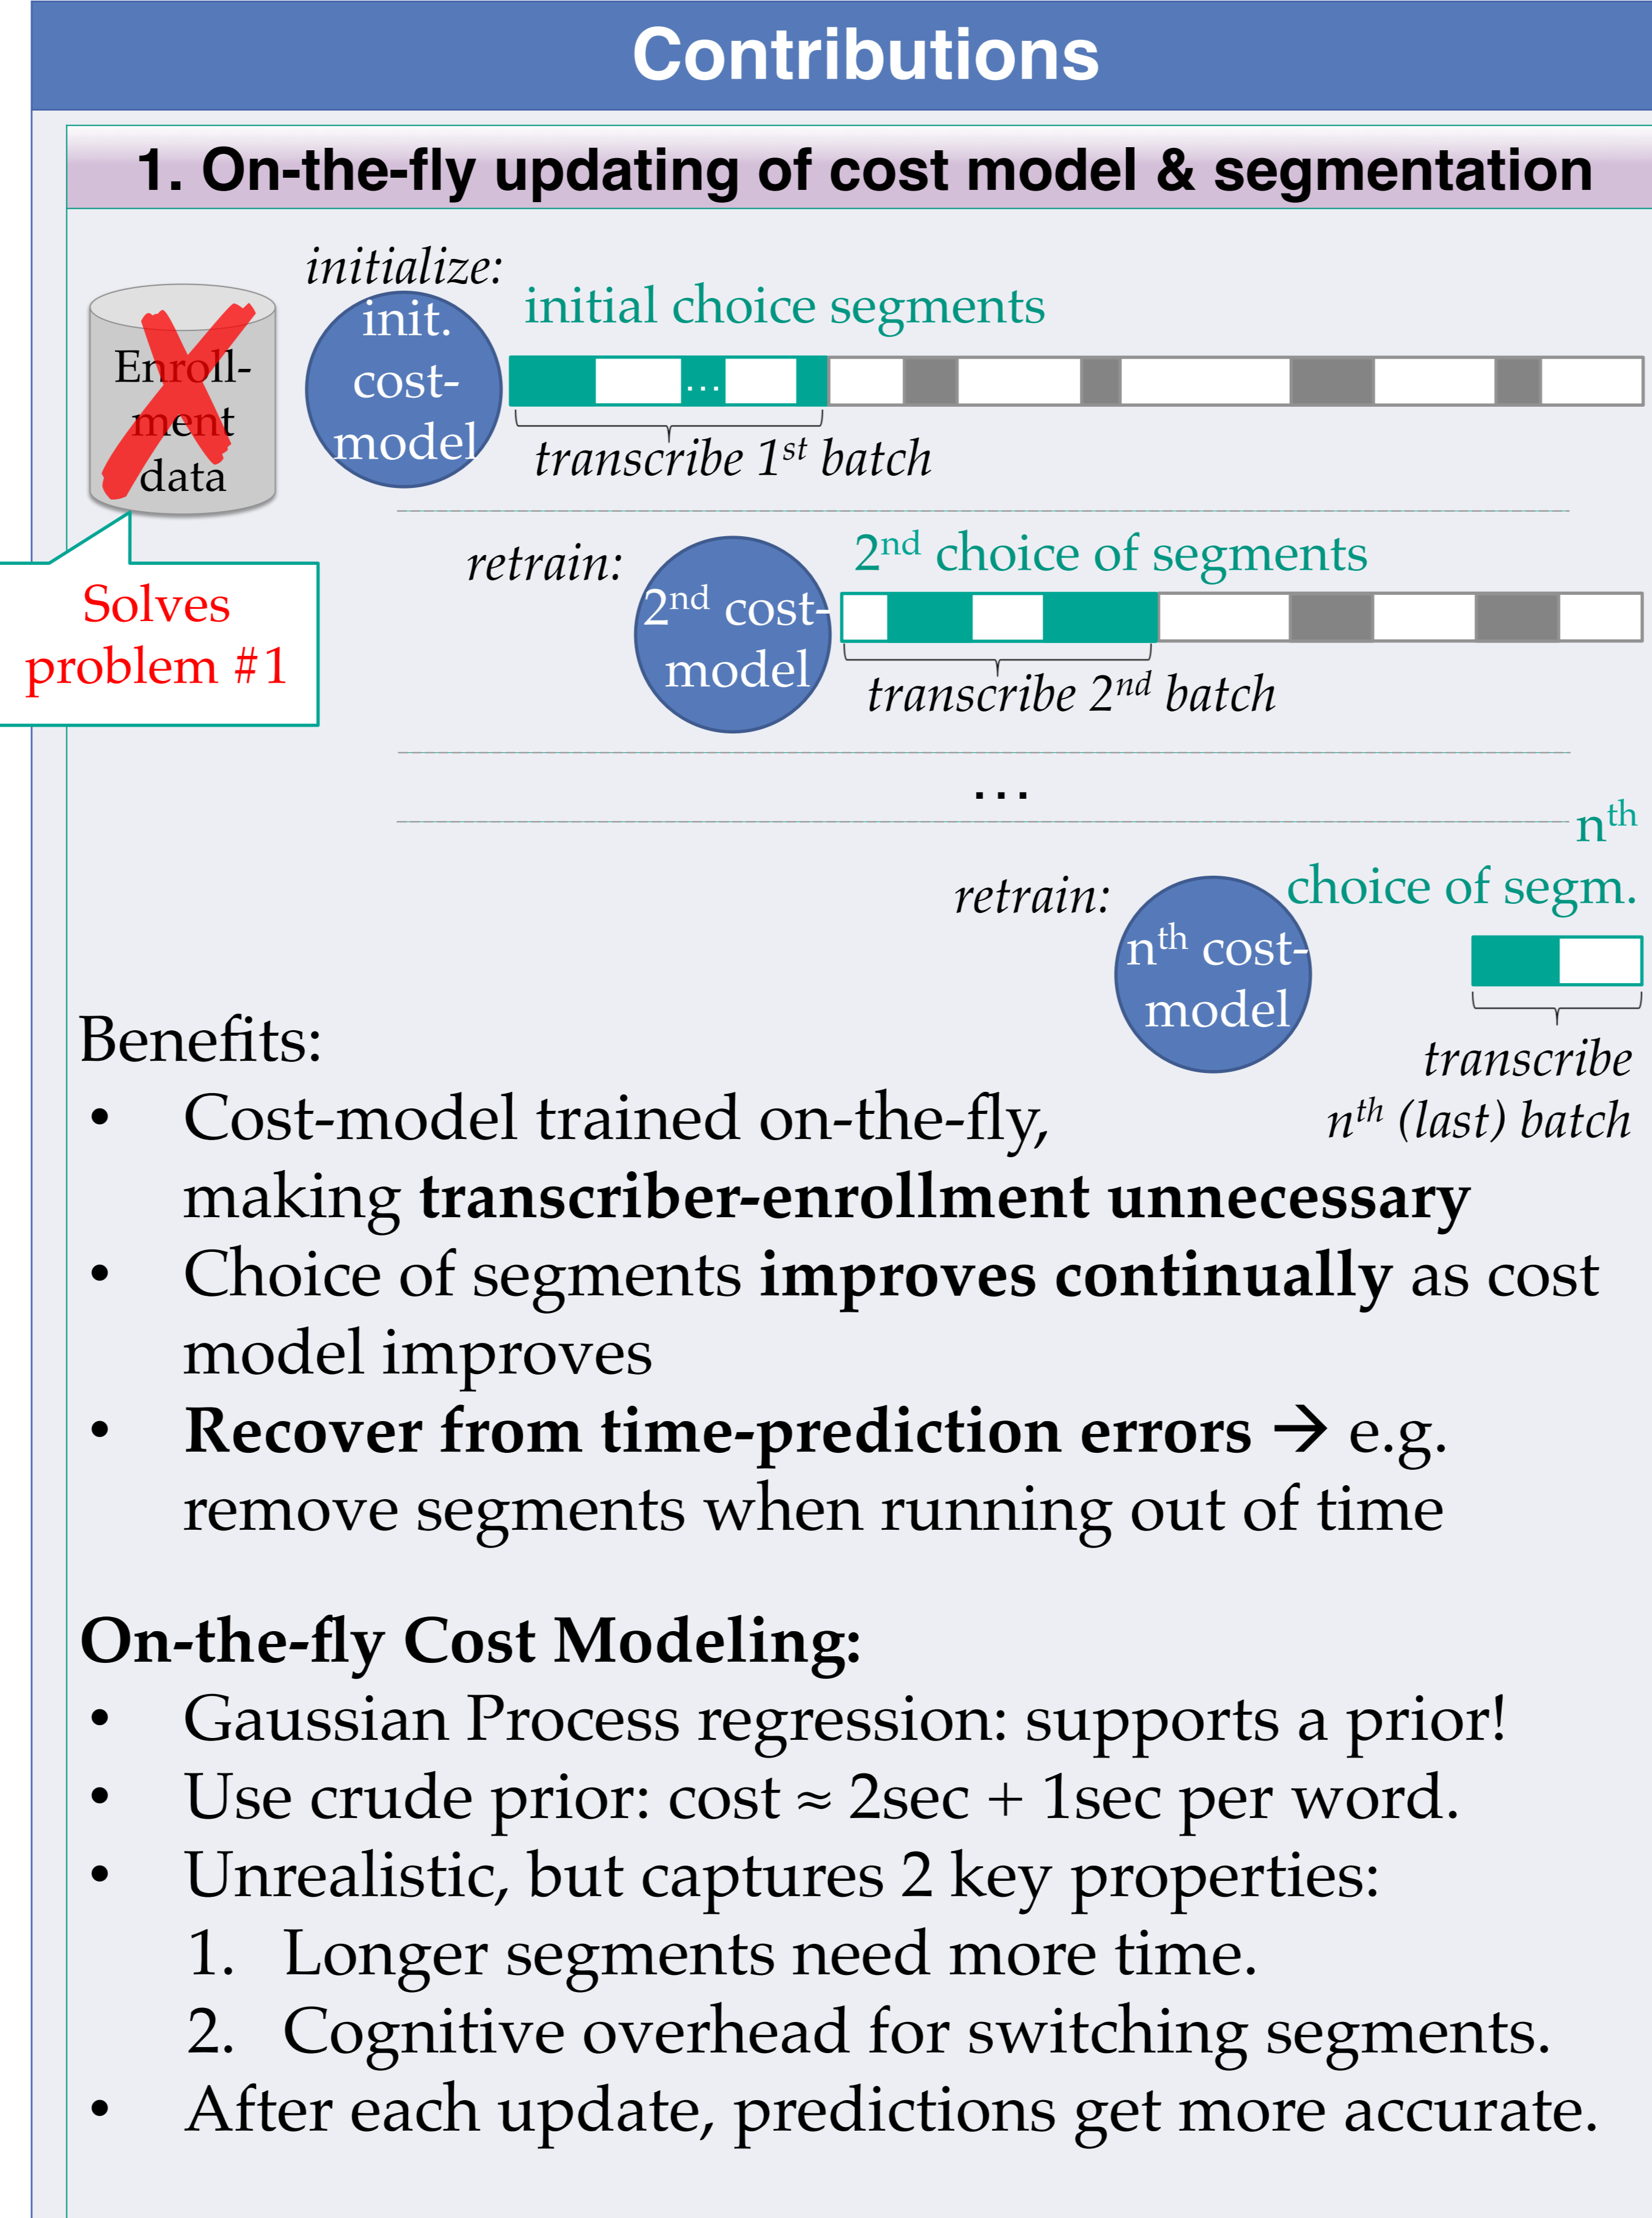 Contributions
1. On-the-fly updating of cost model & segmentation
initialize:
Enroll-
ment
data
init.
cost-
model
initial choice segments
...
transcribe 1st batch
Solves
problem #1
retrain:
2nd cost-
model
2nd choice of segments
transcribe 2nd batch
...
retrain:
nth cost-
model
nth
choice of segm.
transcribe
nth (last) batch
Benefits:
• Cost-model trained on-the-fly,
making transcriber-enrollment unnecessary
• Choice of segments improves continually as cost
model improves
• Recover from time-prediction errors → e.g.
remove segments when running out of time
On-the-fly Cost Modeling:
• Gaussian Process regression: supports a prior!
• Use crude prior: cost ≈ 2sec + 1sec per word.
• Unrealistic, but captures 2 key properties:
1. Longer segments need more time.
2. Cognitive overhead for switching segments.
• After each update, predictions get more accurate.